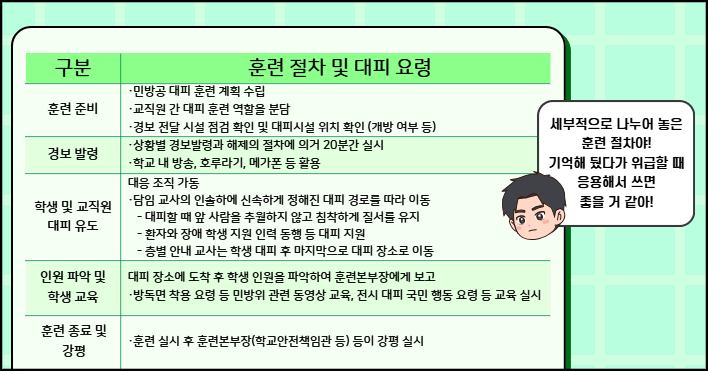 구분 훈련 절차 및 대피 요령
훈련 준비
·민방공 대피 훈련 계획 수립
·교직원 간 대피 훈련 역할을 분담
·경보 전달 시설 점검 확인 및 대피시설 위치 확인 (개방 여부 등)
경보 발령
·상황별 경보발령과 해제의 절차에 의거 20분간 실시
·학교 내 방송, 호루라기, 메가폰 등 활용
학생 및 교직원
대피 유도
대응 조직 가동
·담임 교사의 인솔하에 신속하게 정해진 대피 경로를 따라 이동
- 대피할 때 앞 사람을 추월하지 않고 침착하게 질서를 유지
- 환자와 장애 학생 지원 인력 동행 등 대피 지원
- 층별 안내 교사는 학생 대피 후 마지막으로 대피 장소로 이동
인원 파악 및
학생 교육
대피 장소에 도착 후 학생 인원을 파악하여 훈련본부장에게 보고
·방독면 착용 요령 등 민방위 관련 동영상 교육, 전시 대피 국민 행동 요령 등 교육 실시
훈련 종료 및
강평
·훈련 실시 후 훈련본부장(학교안전책임관 등) 등이 강평 실시
세부적으로 나누어 놓은
훈련 절차야!
기억해 뒀다가 위급할 때
응용해서 쓰면
좋을 거 같아!